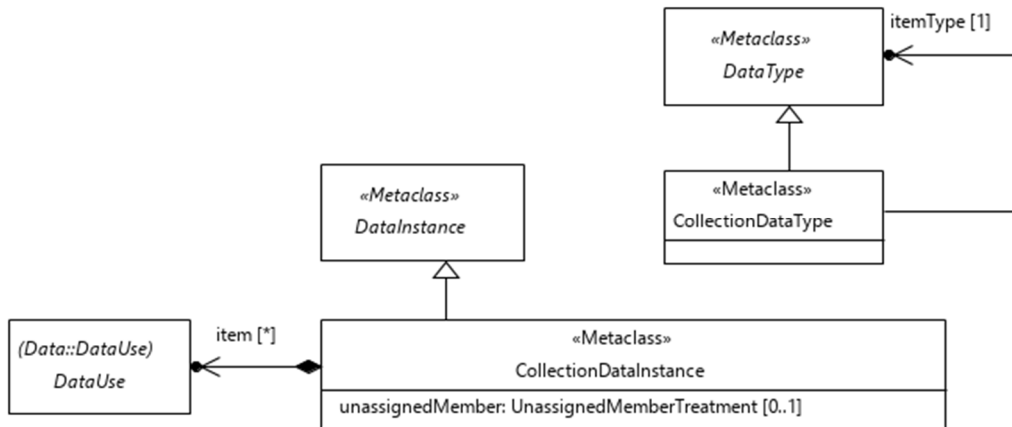 itemType [1]
«Metaclass»
DataType
«Metaclass»
CollectionDataType
«Metaclass»
DataInstance
(Data::DataUse)
DataUse
item [*]
«Metaclass»
CollectionDataInstance
unassignedMember: UnassignedMemberTreatment [0..1]